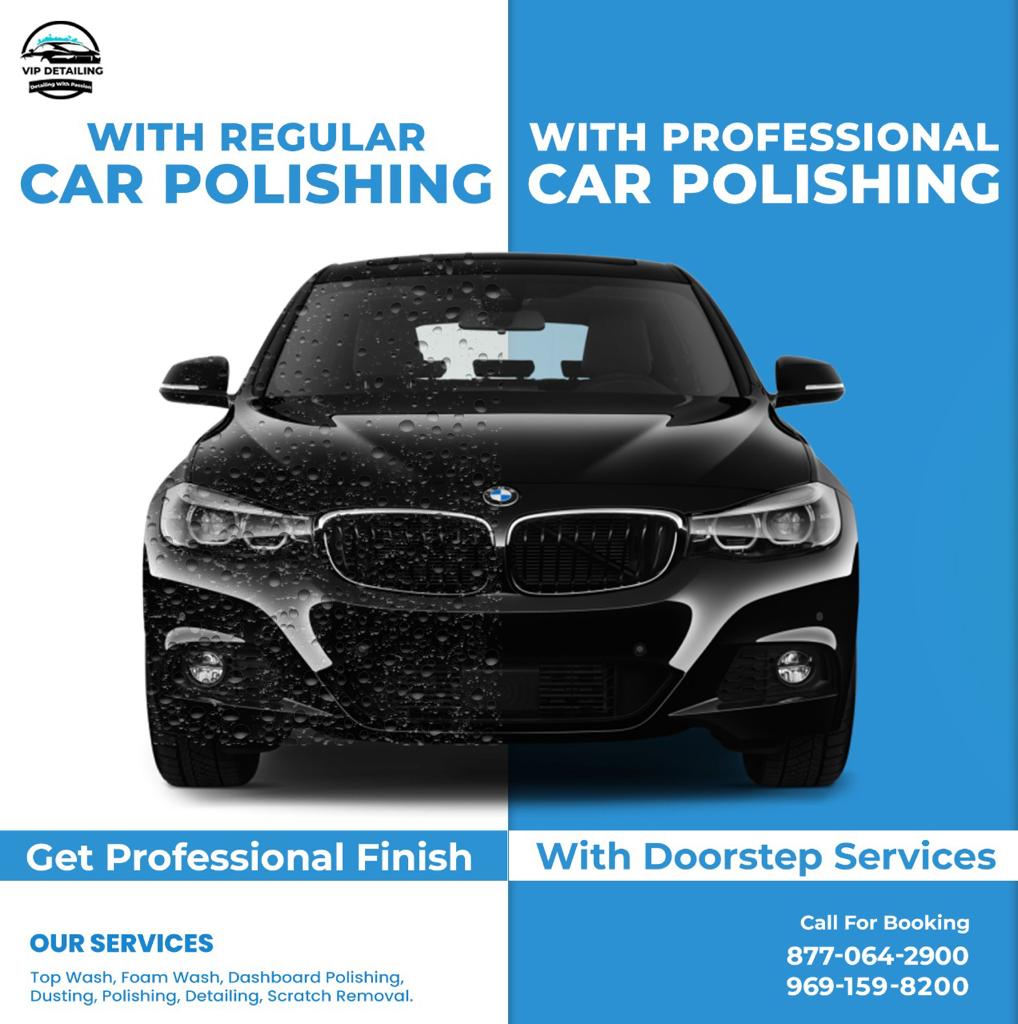 VIP DETAILING
Detailing With Passion
WITH REGULAR
CAR POLISHING
WITH PROFESSIONAL
CAR POLISHING
Get Professional Finish
With Doorstep Services
OUR SERVICES
Top Wash, Foam Wash, Dashboard Polishing,
Dusting, Polishing, Detailing, Scratch Removal.
Call For Booking
877-064-2900
969-159-8200